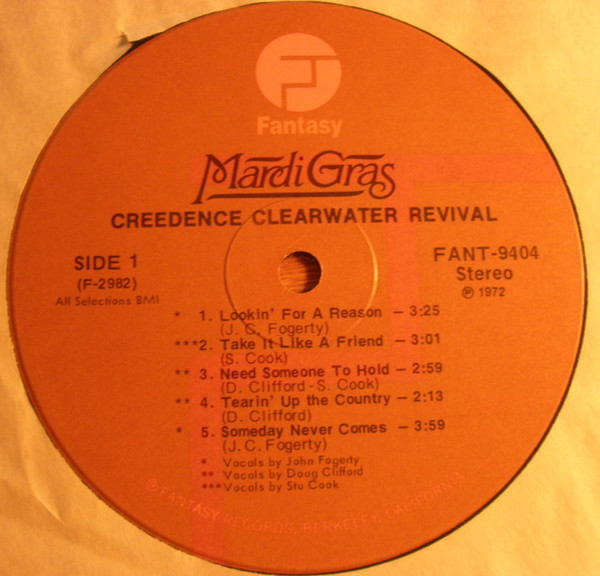 Fantasy
Mardi Gras
CREEDENCE CLEARWATER REVIVAL
SIDE 1
(F-2982)
All Selections BMI
FANT-9404
Stereo
℗ 1972
* 1. Lookin' For A Reason – 3:25
(J. C. Fogerty)
***2. Take It Like A Friend – 3:01
(S. Cook)
** 3. Need Someone To Hold – 2:59
(D. Clifford-S. Cook)
** 4. Tearin' Up the Country – 2:13
(D. Clifford)
* 5. Someday Never Comes – 3:59
(J. C. Fogerty)
* Vocals by John Fogerty
** Vocals by Doug Clifford
***Vocals by Stu Cook
℗ FANTASY RECORDS, BERKELEY, CALIFORNIA